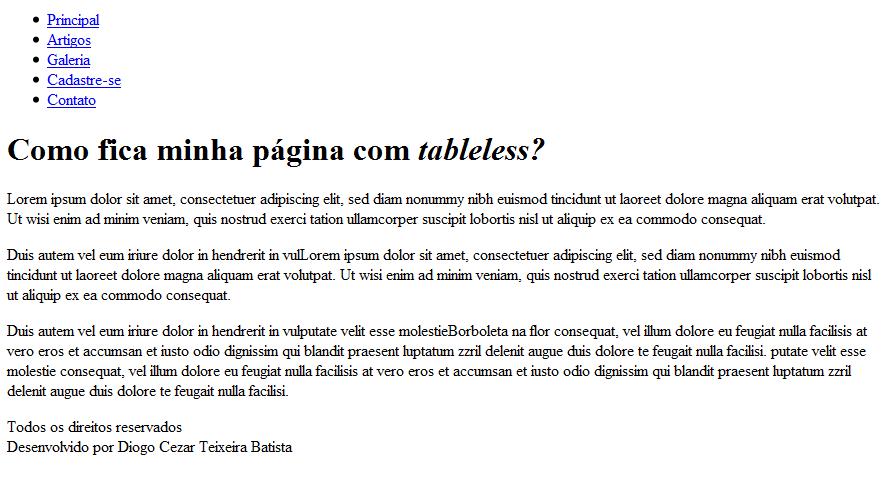 Principal
Artigos
Galeria
Cadastre-se
Contato
Como fica minha página com tableless?
Lorem ipsum dolor sit amet, consectetuer adipiscing elit, sed diam nonummy nibh euismod tincidunt ut laoreet dolore magna aliquam erat volutpat.
Ut wisi enim ad minim veniam, quis nostrud exerci tation ullamcorper suscipit lobortis nisl ut aliquip ex ea commodo consequat.
Duis autem vel eum iriure dolor in hendrerit in vulLorem ipsum dolor sit amet, consectetuer adipiscing elit, sed diam nonummy nibh euismod
tincidunt ut laoreet dolore magna aliquam erat volutpat. Ut wisi enim ad minim veniam, quis nostrud exerci tation ullamcorper suscipit lobortis nisl
ut aliquip ex ea commodo consequat.
Duis autem vel eum iriure dolor in hendrerit in vulputate velit esse molestieBorboleta na flor consequat, vel illum dolore eu feugiat nulla facilisis at
vero eros et accumsan et iusto odio dignissim qui blandit praesent luptatum zzril delenit augue duis dolore te feugait nulla facilisi. putate velit esse
molestie consequat, vel illum dolore eu feugiat nulla facilisis at vero eros et accumsan et iusto odio dignissim qui blandit praesent luptatum zzril
delenit augue duis dolore te feugait nulla facilisi.
Todos os direitos reservados
Desenvolvido por Diogo Cezar Teixeira Batista